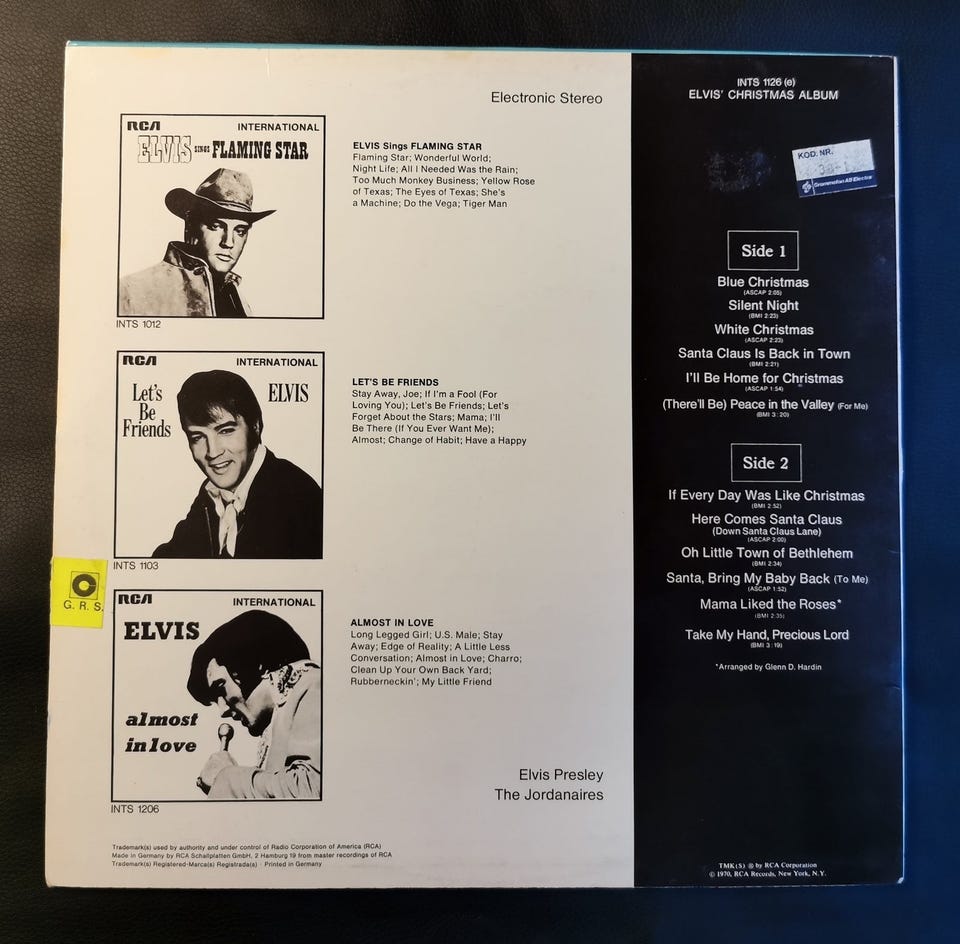 Electronic Stereo
RCA INTERNATIONAL
ELVIS SINGS FLAMING STAR
INTS 1012
ELVIS Sings FLAMING STAR
Flaming Star; Wonderful World;
Night Life; All I Needed Was the Rain;
Too Much Monkey Business; Yellow Rose
of Texas; The Eyes of Texas; She's
a Machine; Do the Vega; Tiger Man
RCA INTERNATIONAL
Let's
Be
Friends
ELVIS
INTS 1103
LET'S BE FRIENDS
Stay Away, Joe; If I'm a Fool (For
Loving You); Let's Be Friends; Let's
Forget About the Stars; Mama; I'll
Be There (If You Ever Want Me);
Almost; Change of Habit; Have a Happy
G. R. S.
RCA INTERNATIONAL
ELVIS
almost
in love
INTS 1206
ALMOST IN LOVE
Long Legged Girl; U.S. Male; Stay
Away; Edge of Reality; A Little Less
Conversation; Almost in Love; Charro;
Clean Up Your Own Back Yard;
Rubberneckin'; My Little Friend
Elvis Presley
The Jordanaires
Trademark(s) used by authority and under control of Radio Corporation of America (RCA)
Made in Germany by RCA Schallplatten GmbH, 2 Hamburg 19 from master recordings of RCA
Trademark(s) Registered-Marca(s) Registrada(s) · Printed in Germany
INTS 1126 (e)
ELVIS' CHRISTMAS ALBUM
KOD. NR.
Grammofon AB Electra
Side 1
Blue Christmas
(ASCAP 2:05)
Silent Night
(BMI 2:23)
White Christmas
(ASCAP 2:23)
Santa Claus Is Back in Town
(BMI 2:21)
I'll Be Home for Christmas
(ASCAP 1:54)
(There'll Be) Peace in the Valley (For Me)
(BMI 3:20)
Side 2
If Every Day Was Like Christmas
(BMI 2:52)
Here Comes Santa Claus
(Down Santa Claus Lane)
(ASCAP 2:00)
Oh Little Town of Bethlehem
(BMI 2:34)
Santa, Bring My Baby Back (To Me)
(ASCAP 1:52)
Mama Liked the Roses*
(BMI 2:35)
Take My Hand, Precious Lord
(BMI 3:19)
*Arranged by Glenn D. Hardin
TMK(S) ® by RCA Corporation
© 1970, RCA Records, New York, N.Y.